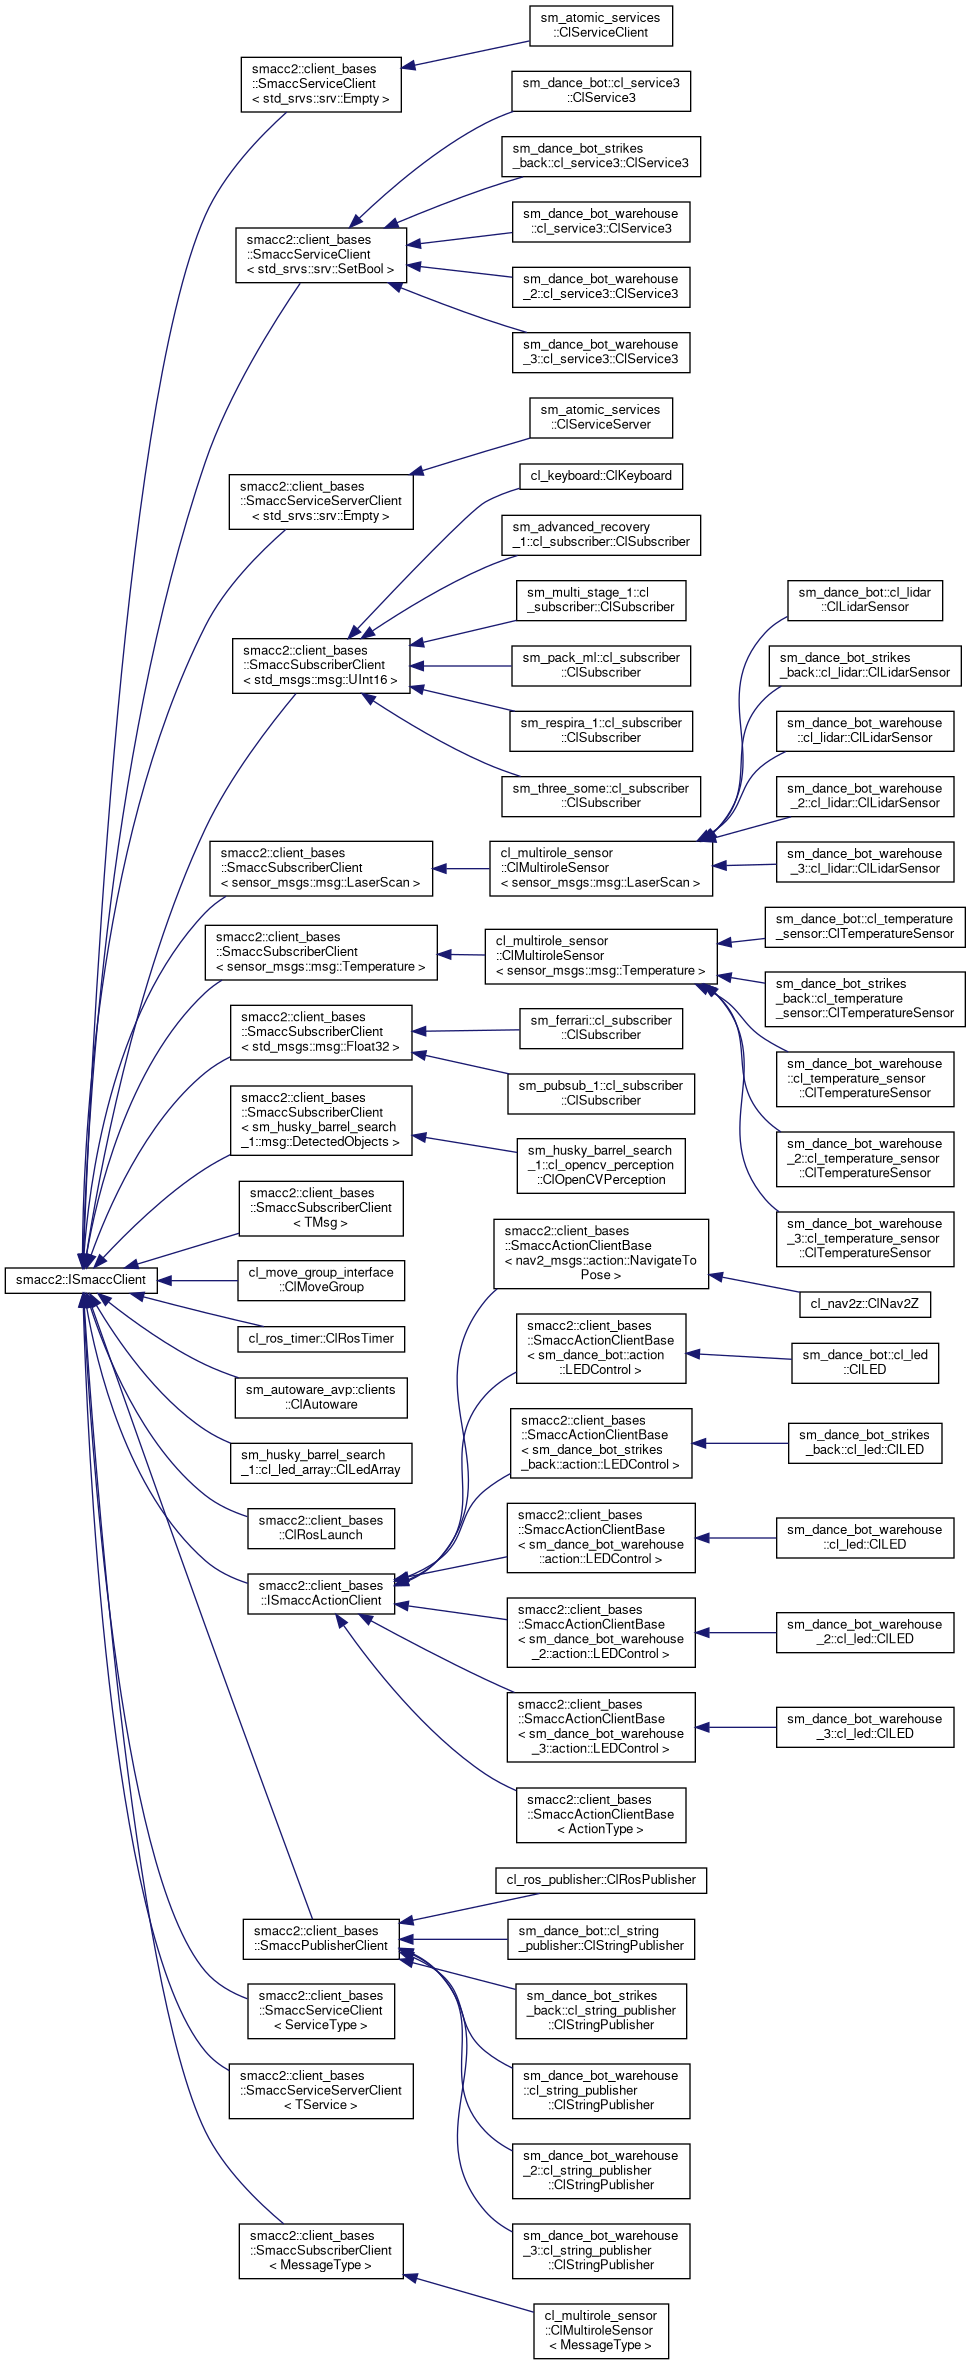 sm_atomic_services
::ClServiceClient
smacc2::client_bases
::SmaccServiceClient
< std_srvs::srv::Empty >
sm_dance_bot::cl_service3
::ClService3
sm_dance_bot_strikes
_back::cl_service3::ClService3
sm_dance_bot_warehouse
::cl_service3::ClService3
smacc2::client_bases
::SmaccServiceClient
< std_srvs::srv::SetBool >
sm_dance_bot_warehouse
_2::cl_service3::ClService3
sm_dance_bot_warehouse
_3::cl_service3::ClService3
sm_atomic_services
::ClServiceServer
smacc2::client_bases
::SmaccServiceServerClient
< std_srvs::srv::Empty >
cl_keyboard::ClKeyboard
sm_advanced_recovery
_1::cl_subscriber::ClSubscriber
sm_multi_stage_1::cl
_subscriber::ClSubscriber
smacc2::client_bases
::SmaccSubscriberClient
< std_msgs::msg::UInt16 >
sm_pack_ml::cl_subscriber
::ClSubscriber
sm_respira_1::cl_subscriber
::ClSubscriber
sm_three_some::cl_subscriber
::ClSubscriber
sm_dance_bot::cl_lidar
::ClLidarSensor
sm_dance_bot_strikes
_back::cl_lidar::ClLidarSensor
sm_dance_bot_warehouse
::cl_lidar::ClLidarSensor
sm_dance_bot_warehouse
_2::cl_lidar::ClLidarSensor
smacc2::client_bases
::SmaccSubscriberClient
< sensor_msgs::msg::LaserScan >
cl_multirole_sensor
::ClMultiroleSensor
< sensor_msgs::msg::LaserScan >
sm_dance_bot_warehouse
_3::cl_lidar::ClLidarSensor
sm_dance_bot::cl_temperature
_sensor::ClTemperatureSensor
smacc2::client_bases
::SmaccSubscriberClient
< sensor_msgs::msg::Temperature >
cl_multirole_sensor
::ClMultiroleSensor
< sensor_msgs::msg::Temperature >
sm_dance_bot_strikes
_back::cl_temperature
_sensor::ClTemperatureSensor
smacc2::client_bases
::SmaccSubscriberClient
< std_msgs::msg::Float32 >
sm_ferrari::cl_subscriber
::ClSubscriber
sm_dance_bot_warehouse
::cl_temperature_sensor
::ClTemperatureSensor
sm_pubsub_1::cl_subscriber
::ClSubscriber
smacc2::client_bases
::SmaccSubscriberClient
< sm_husky_barrel_search
_1::msg::DetectedObjects >
sm_husky_barrel_search
_1::cl_opencv_perception
::ClOpenCVPerception
sm_dance_bot_warehouse
_2::cl_temperature_sensor
::ClTemperatureSensor
smacc2::client_bases
::SmaccSubscriberClient
< TMsg >
sm_dance_bot_warehouse
_3::cl_temperature_sensor
::ClTemperatureSensor
smacc2::client_bases
::SmaccActionClientBase
< nav2_msgs::action::NavigateTo
Pose >
smacc2::ISmaccClient
cl_move_group_interface
::ClMoveGroup
cl_nav2z::ClNav2Z
cl_ros_timer::ClRosTimer
smacc2::client_bases
::SmaccActionClientBase
< sm_dance_bot::action
::LEDControl >
sm_dance_bot::cl_led
::ClLED
sm_autoware_avp::clients
::ClAutoware
smacc2::client_bases
::SmaccActionClientBase
< sm_dance_bot_strikes
_back::action::LEDControl >
sm_dance_bot_strikes
_back::cl_led::ClLED
sm_husky_barrel_search
_1::cl_led_array::ClLedArray
smacc2::client_bases
::ClRosLaunch
smacc2::client_bases
::SmaccActionClientBase
< sm_dance_bot_warehouse
::action::LEDControl >
sm_dance_bot_warehouse
::cl_led::ClLED
smacc2::client_bases
::ISmaccActionClient
smacc2::client_bases
::SmaccActionClientBase
< sm_dance_bot_warehouse
_2::action::LEDControl >
sm_dance_bot_warehouse
_2::cl_led::ClLED
smacc2::client_bases
::SmaccActionClientBase
< sm_dance_bot_warehouse
_3::action::LEDControl >
sm_dance_bot_warehouse
_3::cl_led::ClLED
smacc2::client_bases
::SmaccActionClientBase
< ActionType >
cl_ros_publisher::ClRosPublisher
smacc2::client_bases
::SmaccPublisherClient
sm_dance_bot::cl_string
_publisher::ClStringPublisher
sm_dance_bot_strikes
_back::cl_string_publisher
::ClStringPublisher
smacc2::client_bases
::SmaccServiceClient
< ServiceType >
sm_dance_bot_warehouse
::cl_string_publisher
::ClStringPublisher
smacc2::client_bases
::SmaccServiceServerClient
< TService >
sm_dance_bot_warehouse
_2::cl_string_publisher
::ClStringPublisher
sm_dance_bot_warehouse
_3::cl_string_publisher
::ClStringPublisher
smacc2::client_bases
::SmaccSubscriberClient
< MessageType >
cl_multirole_sensor
::ClMultiroleSensor
< MessageType >